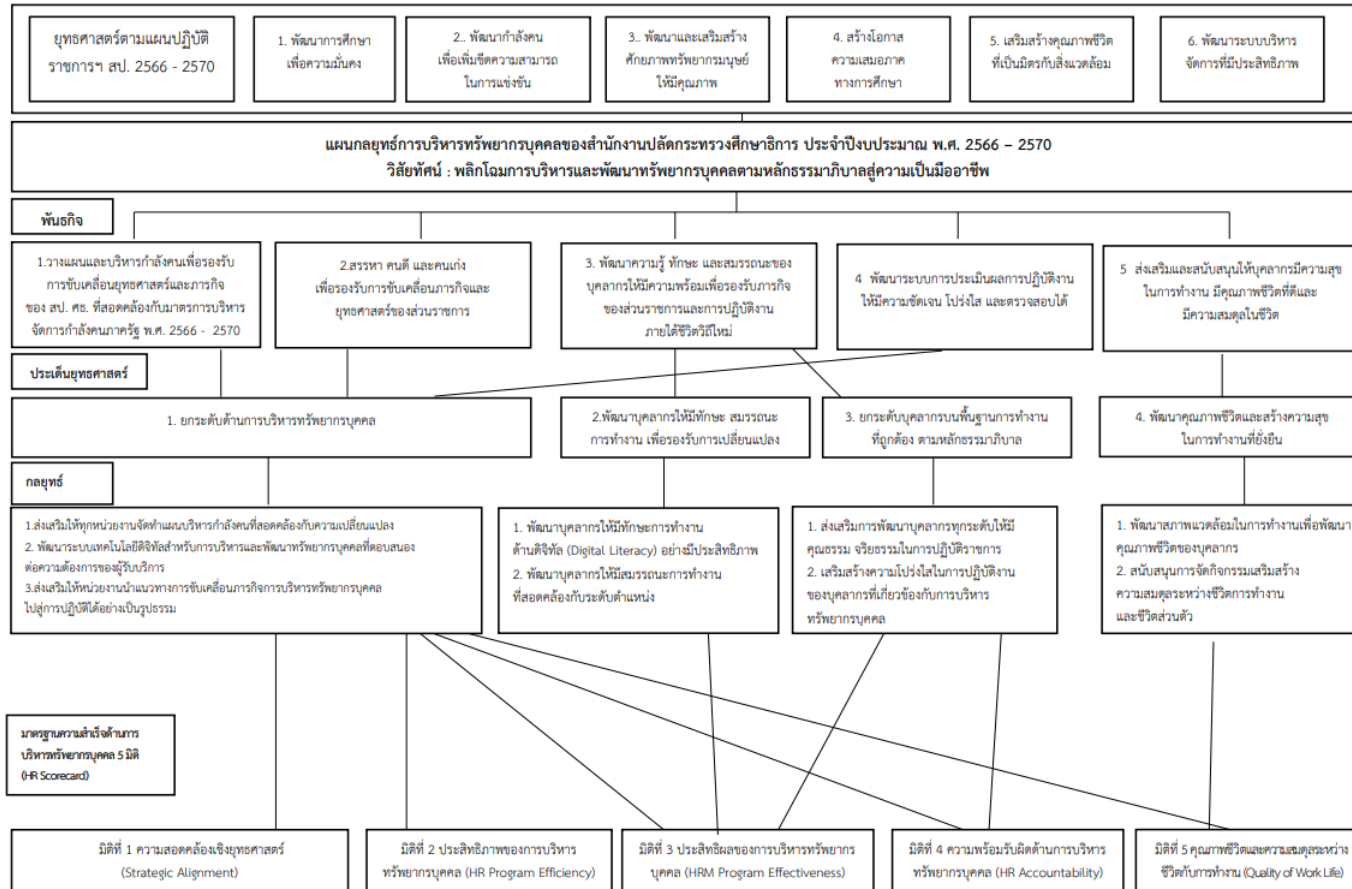 ยุทธศาสตร์ตามแผนปฏิบัติ
ราชการฯ สป. 2566 - 2570
1. พัฒนาการศึกษา
เพื่อความมั่นคง
2.. พัฒนากำลังคน
เพื่อเพิ่มขีดความสามารถ
ในการแข่งขัน
3.. พัฒนาและเสริมสร้าง
ศักยภาพทรัพยากรมนุษย์
ให้มีคุณภาพ
4. สร้างโอกาส
ความเสมอภาค
ทางการศึกษา
5. เสริมสร้างคุณภาพชีวิต
ที่เป็นมิตรกับสิ่งแวดล้อม
6. พัฒนาระบบบริหาร
จัดการที่มีประสิทธิภาพ
แผนกลยุทธ์การบริหารทรัพยากรบุคคลของสำนักงานปลัดกระทรวงศึกษาธิการ ประจำปีงบประมาณ พ.ศ. 2566 – 2570
วิสัยทัศน์ : พลิกโฉมการบริหารและพัฒนาทรัพยากรบุคคลตามหลักธรรมาภิบาลสู่ความเป็นมืออาชีพ
พันธกิจ
1.วางแผนและบริหารกำลังคนเพื่อรองรับ
การขับเคลื่อนยุทธศาสตร์และภารกิจ
ของ สป. ศธ. ที่สอดคล้องกับมาตรการบริหาร
จัดการกำลังคนภาครัฐ พ.ศ. 2566 - 2570
2.สรรหา คนดี และคนเก่ง
เพื่อรองรับการขับเคลื่อนภารกิจและ
ยุทธศาสตร์ของส่วนราชการ
3. พัฒนาความรู้ ทักษะ และสมรรถนะของ
บุคลากรให้มีความพร้อมเพื่อรองรับภารกิจ
ของส่วนราชการและการปฏิบัติงาน
ภายใต้ชีวิตวิถีใหม่
4 พัฒนาระบบการประเมินผลการปฏิบัติงาน
ให้มีความชัดเจน โปร่งใส และตรวจสอบได้
5 ส่งเสริมและสนับสนุนให้บุคลากรมีความสุข
ในการทำงาน มีคุณภาพชีวิตที่ดีและ
มีความสมดุลในชีวิต
ประเด็นยุทธศาสตร์
1. ยกระดับด้านการบริหารทรัพยากรบุคคล
2.พัฒนาบุคลากรให้มีทักษะ สมรรถนะ
การทำงาน เพื่อรองรับการเปลี่ยนแปลง
3. ยกระดับบุคลากรบนพื้นฐานการทำงาน
ที่ถูกต้อง ตามหลักธรรมาภิบาล
4. พัฒนาคุณภาพชีวิตและสร้างความสุข
ในการทำงานที่ยั่งยืน
กลยุทธ์
1.ส่งเสริมให้ทุกหน่วยงานจัดทำแผนบริหารกำลังคนที่สอดคล้องกับความเปลี่ยนแปลง
2. พัฒนาระบบเทคโนโลยีดิจิทัลสำหรับการบริหารและพัฒนาทรัพยากรบุคคลที่ตอบสนอง
ต่อความต้องการของผู้รับบริการ
3.ส่งเสริมให้หน่วยงานนำแนวทางการขับเคลื่อนภารกิจการบริหารทรัพยากรบุคคล
ไปสู่การปฏิบัติได้อย่างเป็นรูปธรรม
1. พัฒนาบุคลากรให้มีทักษะการทำงาน
ด้านดิจิทัล (Digital Literacy) อย่างมีประสิทธิภาพ
2. พัฒนาบุคลากรให้มีสมรรถนะการทำงาน
ที่สอดคล้องกับระดับตำแหน่ง
1. ส่งเสริมการพัฒนาบุคลากรทุกระดับให้มี
คุณธรรม จริยธรรมในการปฏิบัติราชการ
2. เสริมสร้างความโปร่งใสในการปฏิบัติงาน
ของบุคลากรที่เกี่ยวข้องกับการบริหาร
ทรัพยากรบุคคล
1. พัฒนาสภาพแวดล้อมในการทำงานเพื่อพัฒนา
คุณภาพชีวิตของบุคลากร
2. สนับสนุนการจัดกิจกรรมเสริมสร้าง
ความสมดุลระหว่างชีวิตการทำงาน
และชีวิตส่วนตัว
มาตรฐานความสำเร็จด้านการ
บริหารทรัพยากรบุคคล 5 มิติ
(HR Scorecard)
มิติที่ 1 ความสอดคล้องเชิงยุทธศาสตร์
(Strategic Alignment)
มิติที่ 2 ประสิทธิภาพของการบริหาร
ทรัพยากรบุคคล (HR Program Efficiency)
มิติที่ 3 ประสิทธิผลของการบริหารทรัพยากร
บุคคล (HRM Program Effectiveness)
มิติที่ 4 ความพร้อมรับผิดด้านการบริหาร
ทรัพยากรบุคคล (HR Accountability)
มิติที่ 5 คุณภาพชีวิตและความสมดุลระหว่าง
ชีวิตกับการทำงาน (Quality of Work Life)